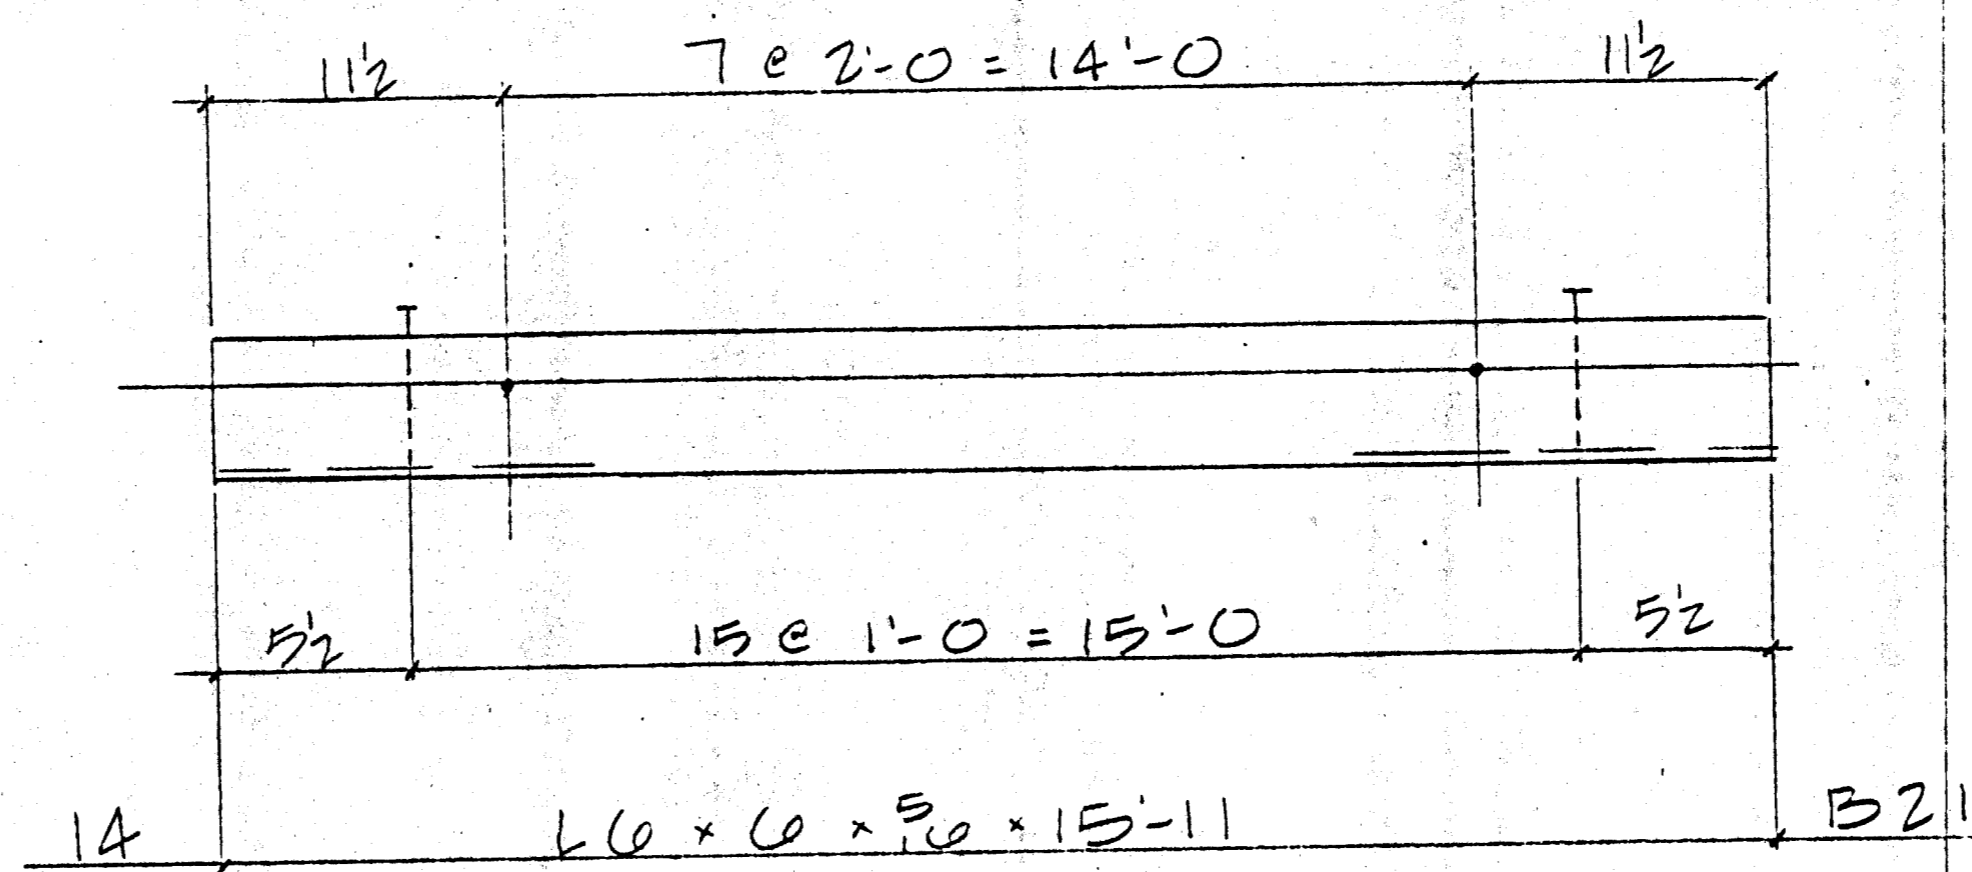 11½ 7 @ 2'-0 = 14'-0 11½
5½ 15 @ 1'-0 = 15'-0 5½
14 L6 × 6 × 5/16 × 15'-11 B21